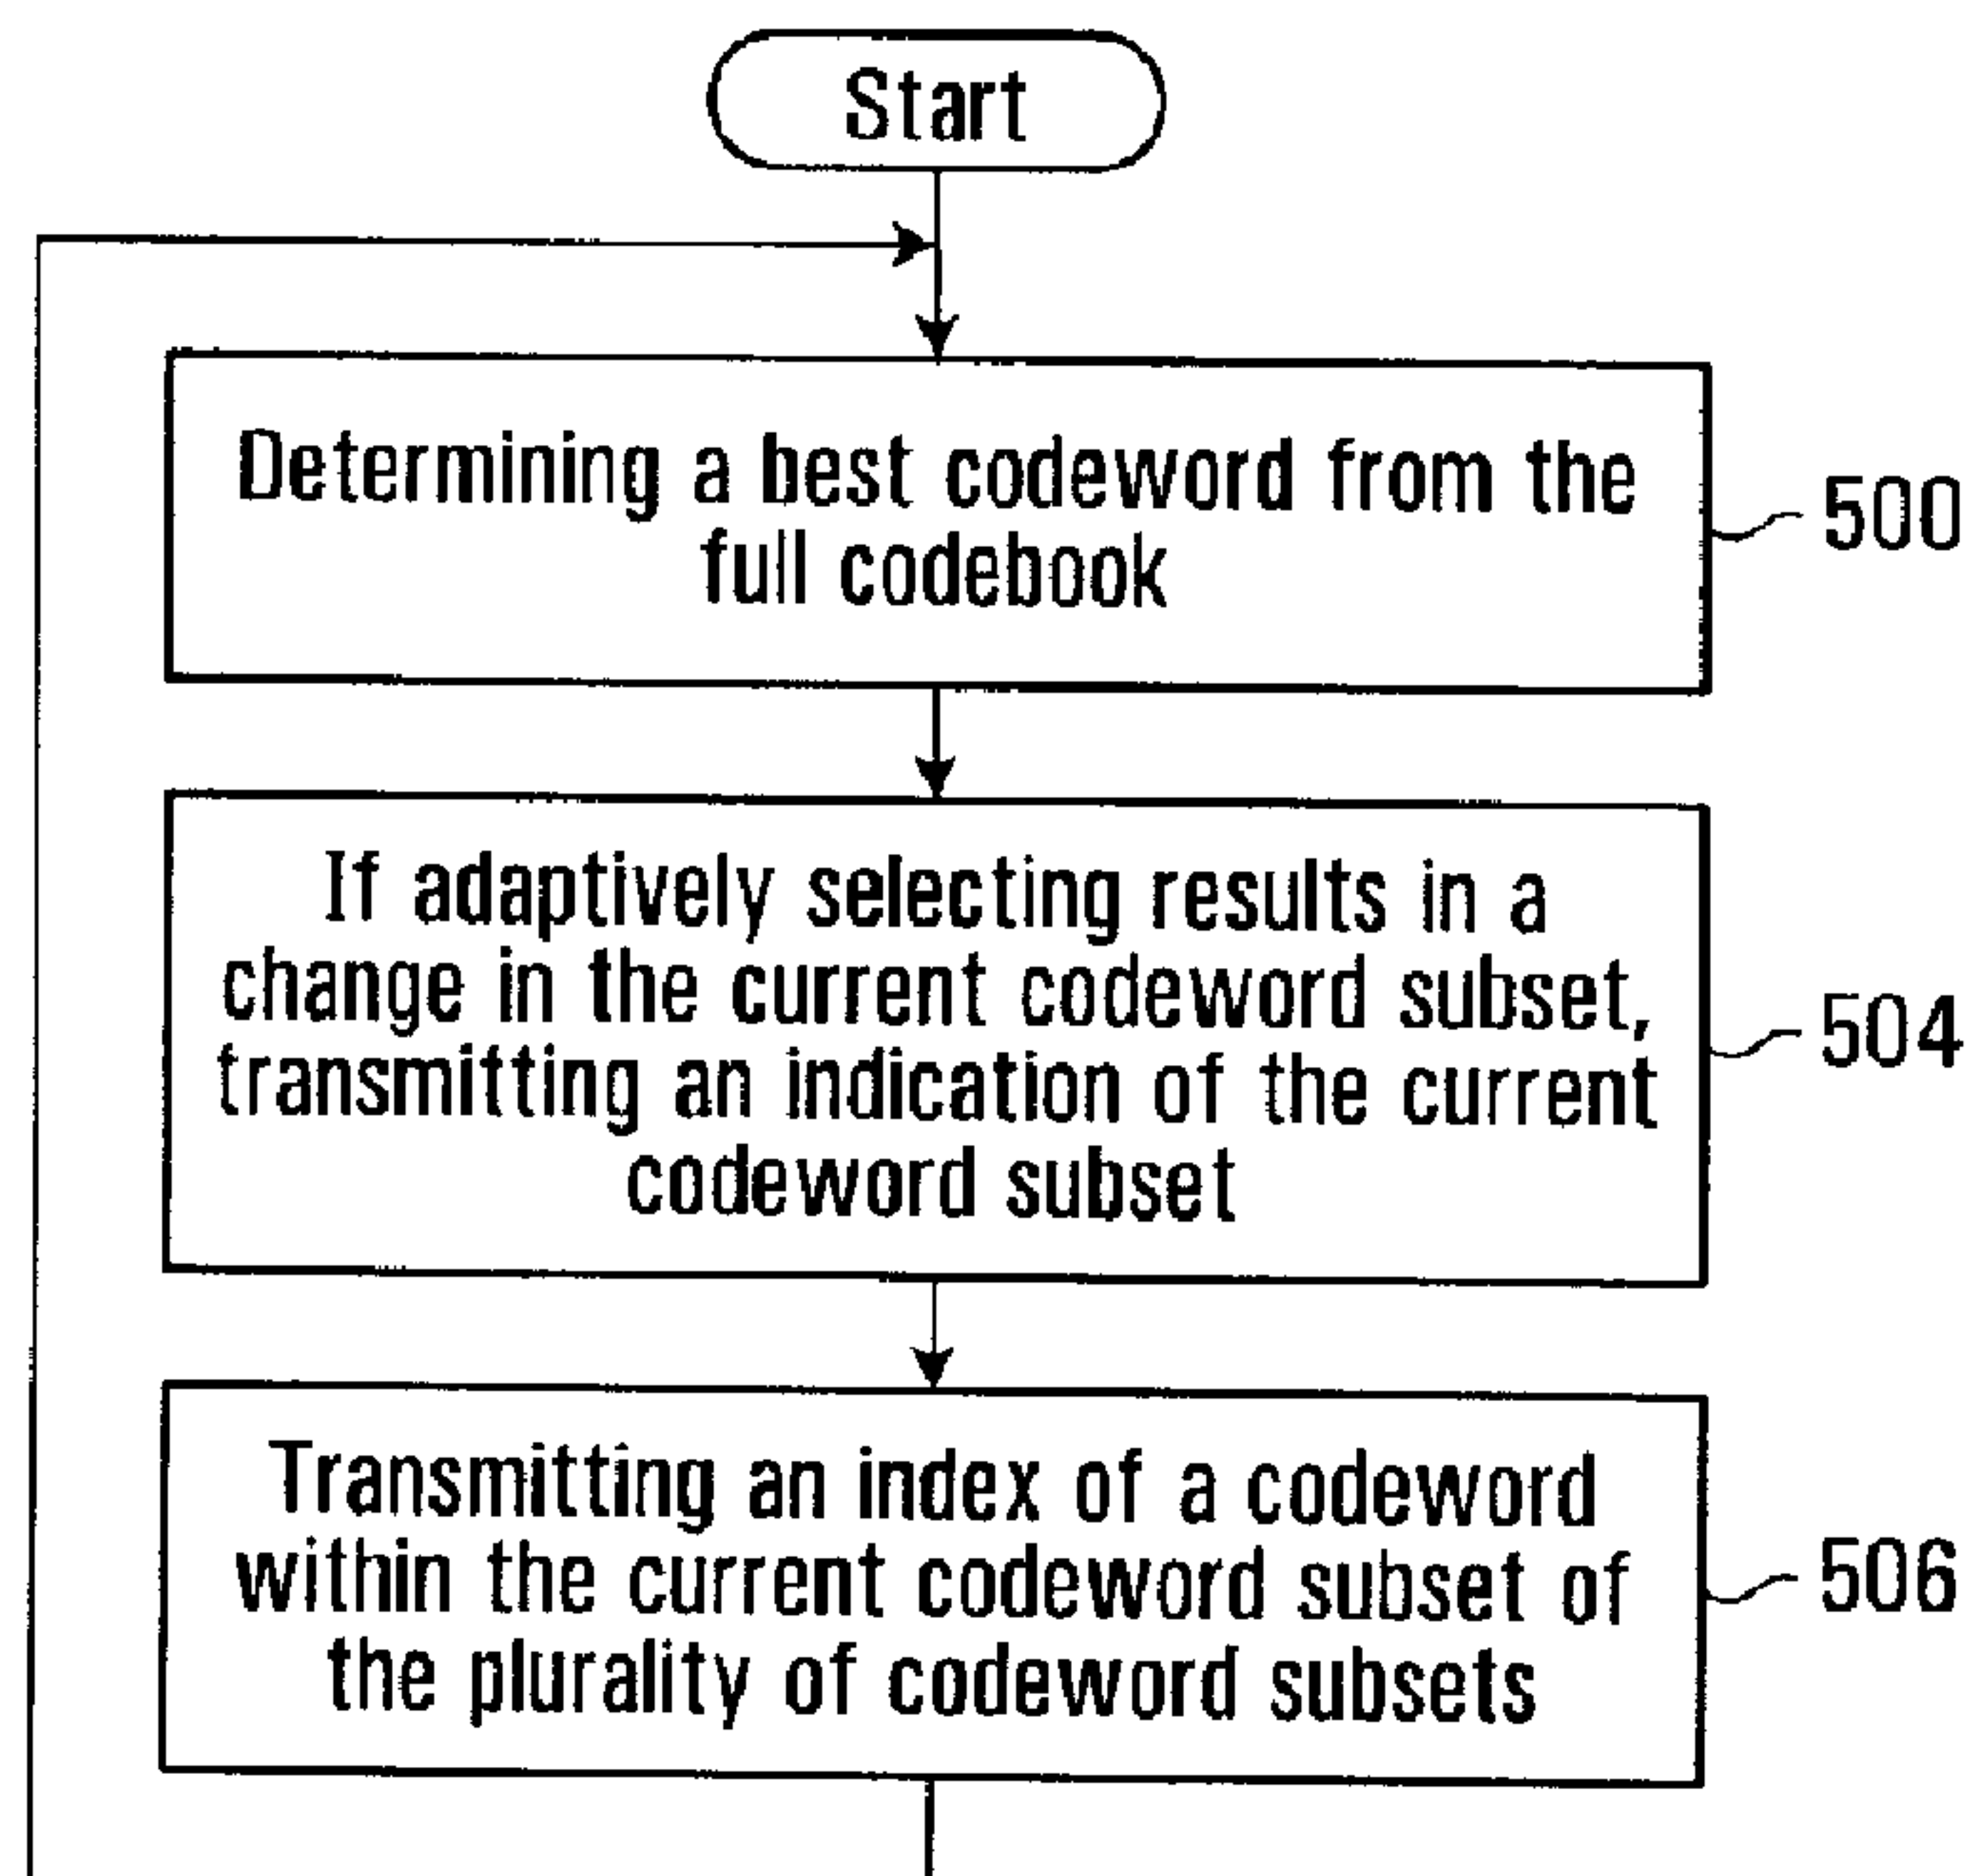 Start
Determining a best codeword from the
full codebook
500
If adaptively selecting results in a
change in the current codeword subset,
transmitting an indication of the current
codeword subset
504
Transmitting an index of a codeword
within the current codeword subset of
the plurality of codeword subsets
506